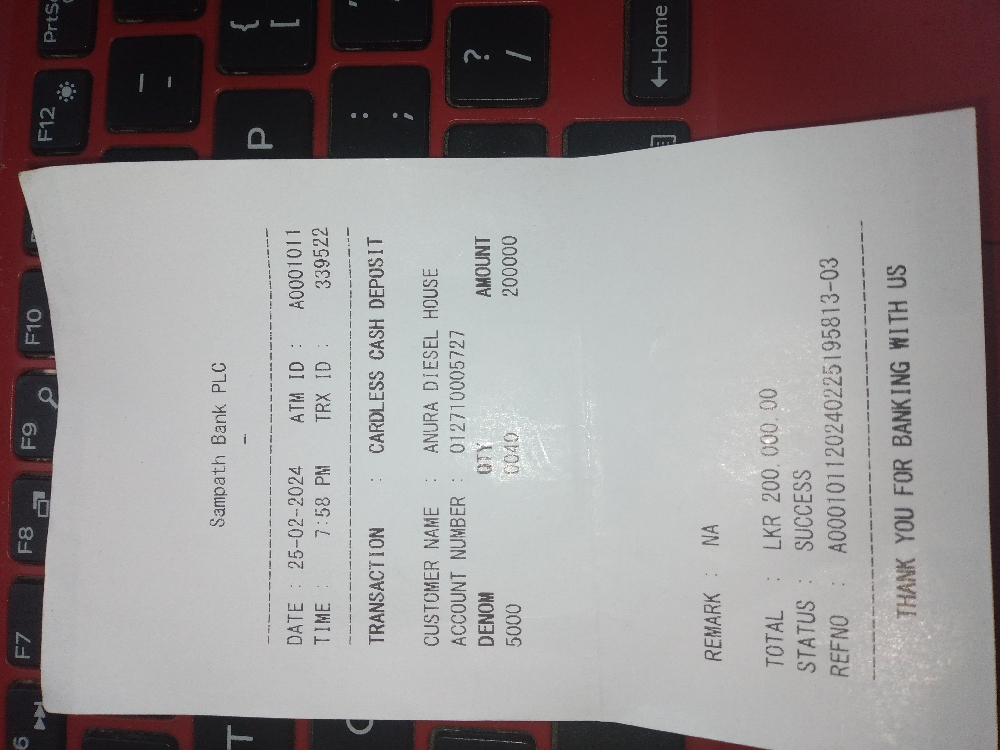 Sampath Bank PLC
DATE : 25-02-2024 ATM ID : A0001011
TIME : 7:58 PM TRX ID : 339522
TRANSACTION : CARDLESS CASH DEPOSIT
CUSTOMER NAME : ANURA DIESEL HOUSE
ACCOUNT NUMBER : 012710005727
DENOM QTY AMOUNT
5000 0040 200000
REMARK : NA
TOTAL : LKR 200,000.00
STATUS : SUCCESS
REFNO : A000101120240225195813-03
THANK YOU FOR BANKING WITH US
PrtSc
F12
F10
F9
F8
F7
6
{
[
P
:
;
?
/
Home
T